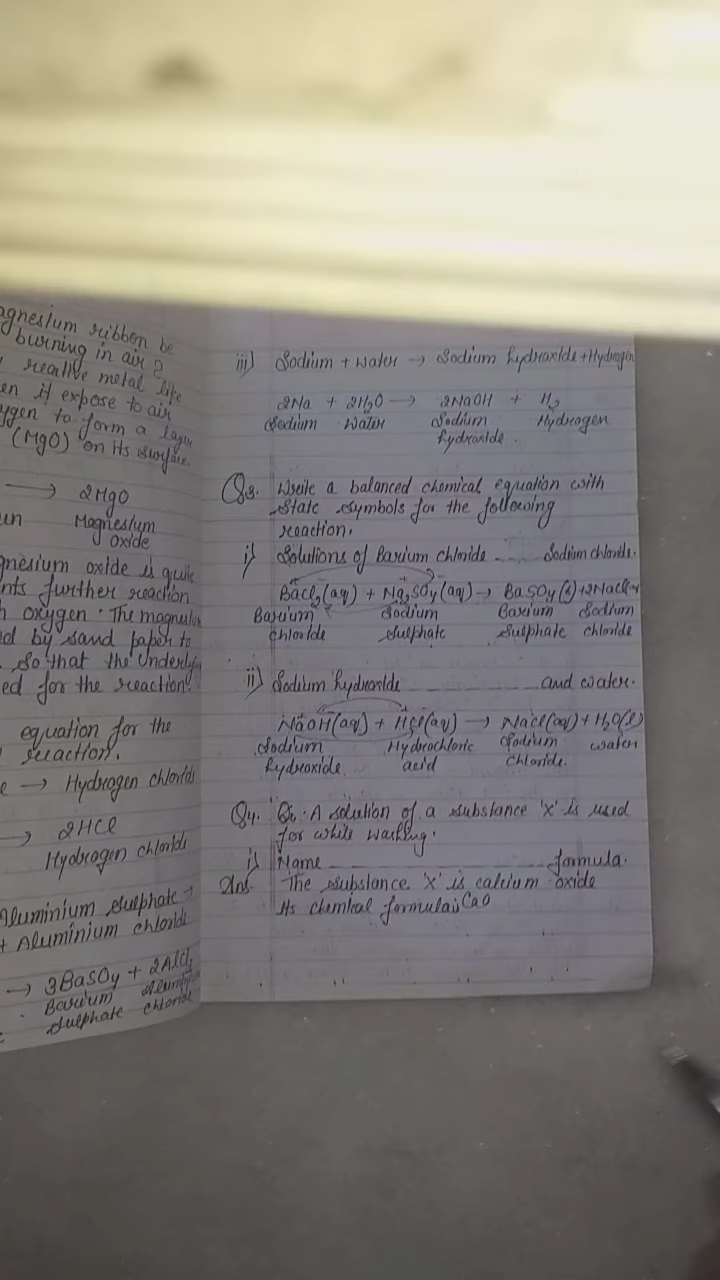 agnesium ribbon be
burning in air?
reactive metal life
en it expose to air
ygen to form a layer
(MgO) on its surface.
→ 2MgO
en Magnesium
oxide
gnesium oxide is quite
nts further reaction
h oxygen. The magnesiu
ed by sand paper to
. So that the underly
ed for the reaction.
equation for the
reaction.
e → Hydrogen chloride
→ 2HCl
Hydrogen chloride
Aluminium sulphate →
+ Aluminium chloride
→ 3BaSO4 + 2AlCl3
Barium Aluminium
sulphate chloride
iii) Sodium + water → Sodium hydroxide + Hydrogen
2Na + 2H2O → 2NaOH + H2
Sodium Water Sodium Hydrogen
hydroxide.
Q3. Write a balanced chemical equation with
state symbols for the following
reaction.
i) Solutions of Barium chloride ... Sodium chloride.
BaCl2(aq) + Na2SO4(aq) → BaSO4(s) + 2NaCl(aq)
Barium Sodium Barium Sodium
chloride sulphate sulphate chloride
ii) Sodium hydroxide ... and water.
NaOH(aq) + HCl(aq) → NaCl(aq) + H2O(l)
Sodium Hydrochloric Sodium water
hydroxide acid chloride.
Q4. A solution of a substance 'X' is used
for white washing.
i) Name ... formula.
Ans The substance 'X' is calcium oxide
its chemical formula is CaO